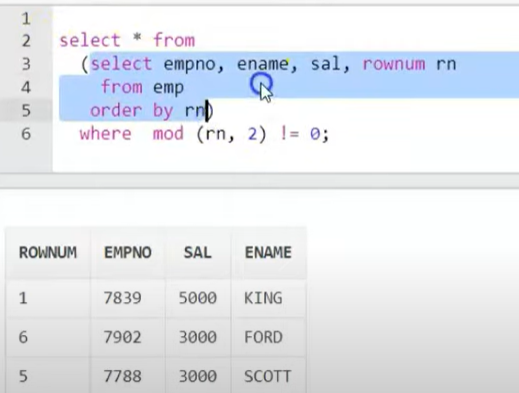 1
2 select * from
3 (select empno, ename, sal, rownum rn
4 from emp
5 order by rn)
6 where mod (rn, 2) != 0;
ROWNUM EMPNO SAL ENAME
1 7839 5000 KING
6 7902 3000 FORD
5 7788 3000 SCOTT